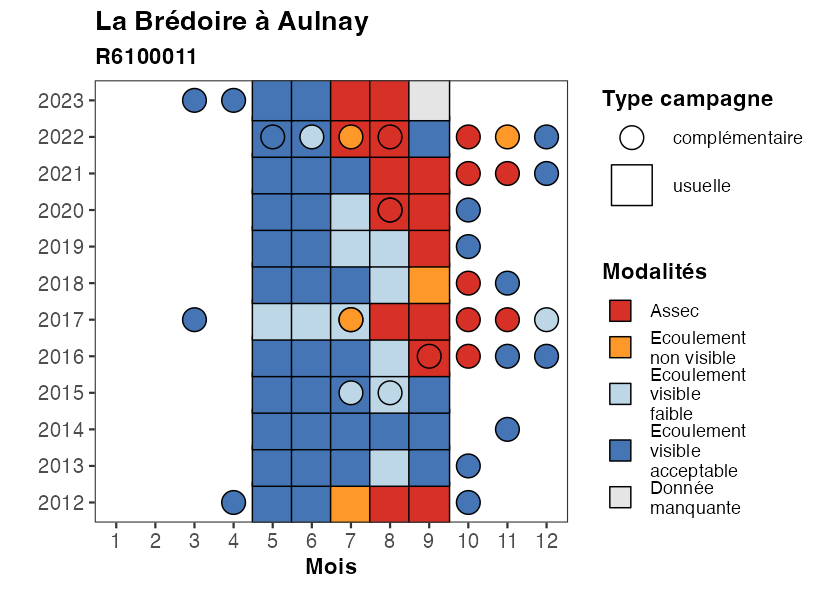 La Brédoire à Aulnay
R6100011
2023
2022
2021
2020
2019
2018
2017
2016
2015
2014
2013
2012
1 2 3 4 5 6 7 8 9 10 11 12
Mois
Type campagne
complémentaire
usuelle
Modalités
Assec
Ecoulement
non visible
Ecoulement
visible
faible
Ecoulement
visible
acceptable
Donnée
manquante